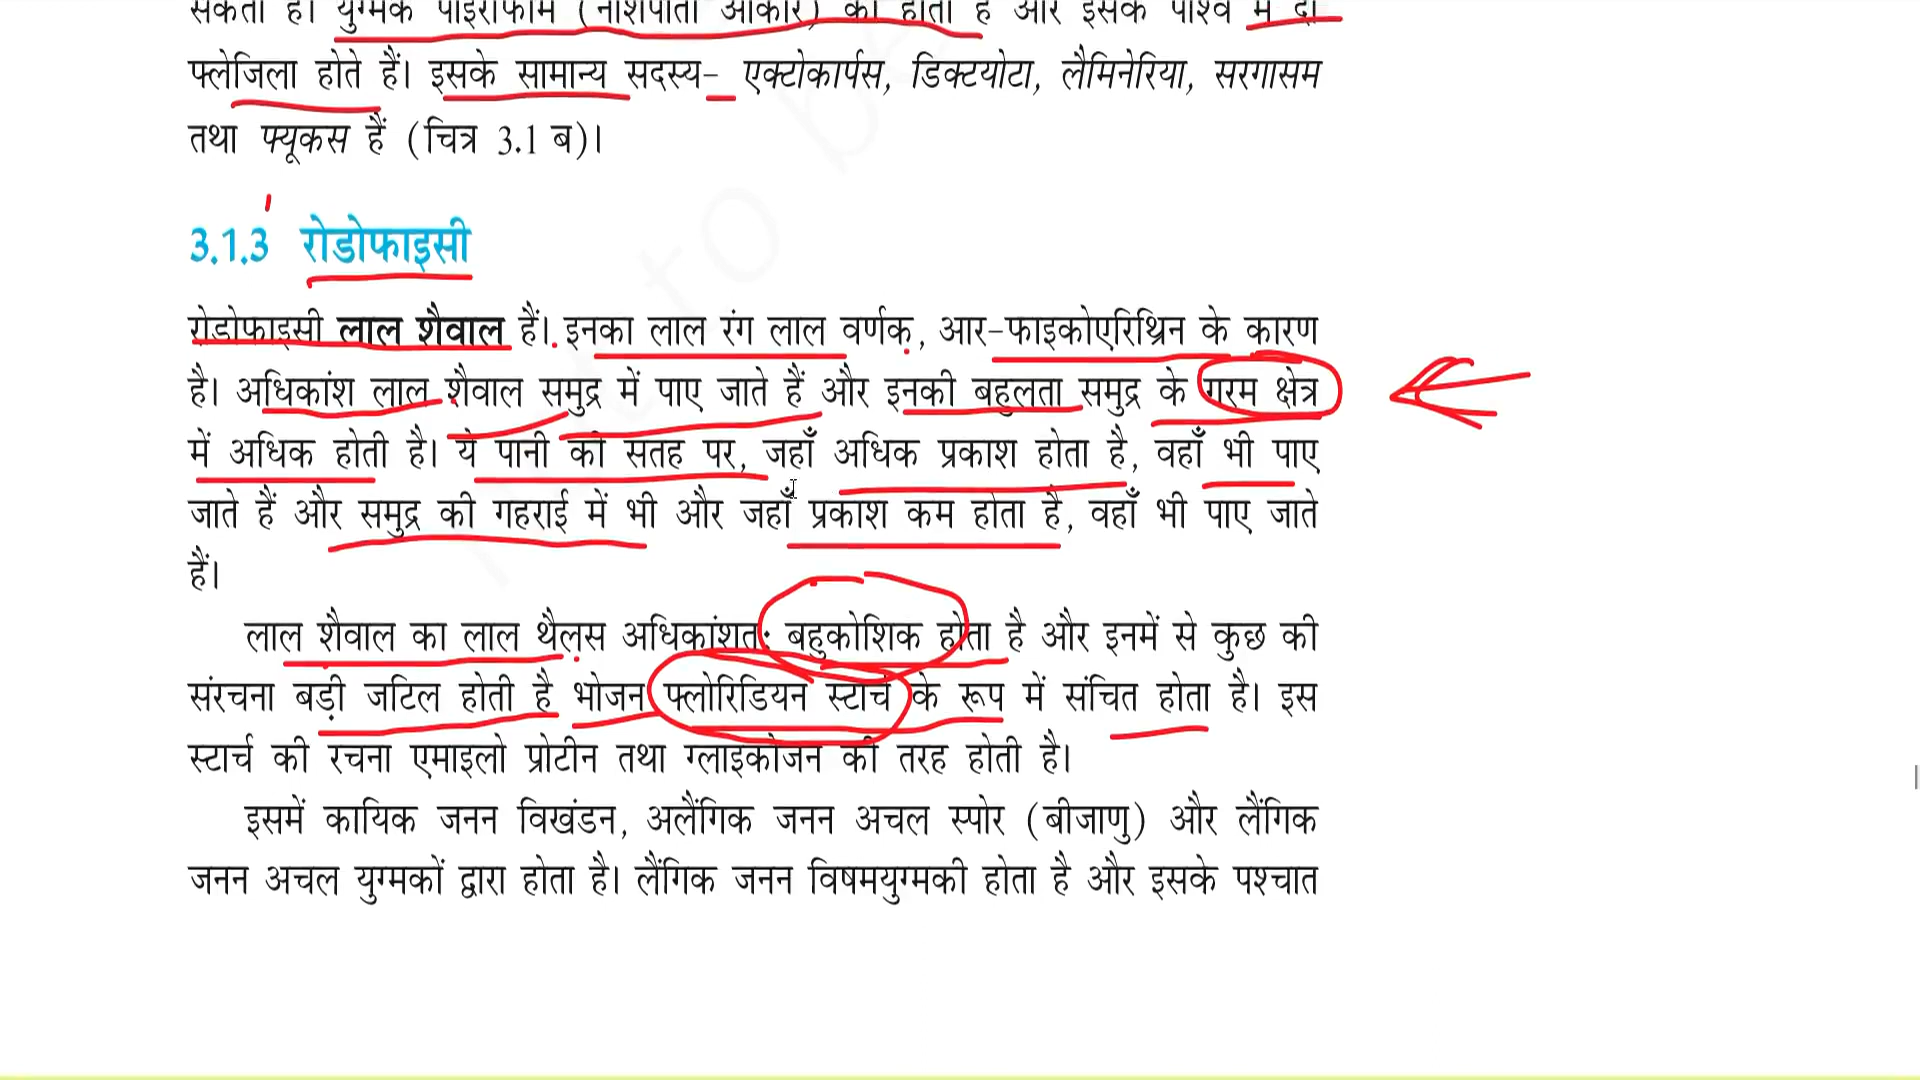 सकता है। युग्मक पाइरीफॉर्म (नाशपाती आकार) का होता है और इसके पार्श्व में दो
फ्लेजिला होते हैं। इसके सामान्य सदस्य- एक्टोकार्पस, डिक्टयोटा, लैमिनेरिया, सरगासम
तथा फ्यूकस हैं (चित्र 3.1 ब)।
3.1.3 रोडोफाइसी
रोडोफाइसी लाल शैवाल हैं। इनका लाल रंग लाल वर्णक, आर-फाइकोएरिथ्रिन के कारण
है। अधिकांश लाल शैवाल समुद्र में पाए जाते हैं और इनकी बहुलता समुद्र के गरम क्षेत्र
में अधिक होती है। ये पानी की सतह पर, जहाँ अधिक प्रकाश होता है, वहाँ भी पाए
जाते हैं और समुद्र की गहराई में भी और जहाँ प्रकाश कम होता है, वहाँ भी पाए जाते
हैं।
लाल शैवाल का लाल थैलस अधिकांशतः बहुकोशिक होता है और इनमें से कुछ की
संरचना बड़ी जटिल होती है भोजन फ्लोरिडियन स्टार्च के रूप में संचित होता है। इस
स्टार्च की रचना एमाइलो प्रोटीन तथा ग्लाइकोजन की तरह होती है।
इसमें कायिक जनन विखंडन, अलैंगिक जनन अचल स्पोर (बीजाणु) और लैंगिक
जनन अचल युग्मकों द्वारा होता है। लैंगिक जनन विषमयुग्मकी होता है और इसके पश्चात